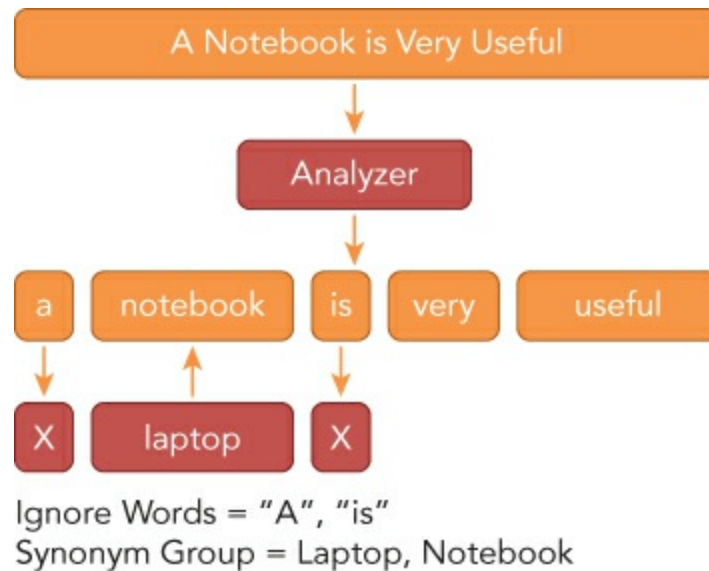 A Notebook is Very Useful
Analyzer
a notebook is very useful
X laptop X
Ignore Words = “A”, “is”
Synonym Group = Laptop, Notebook